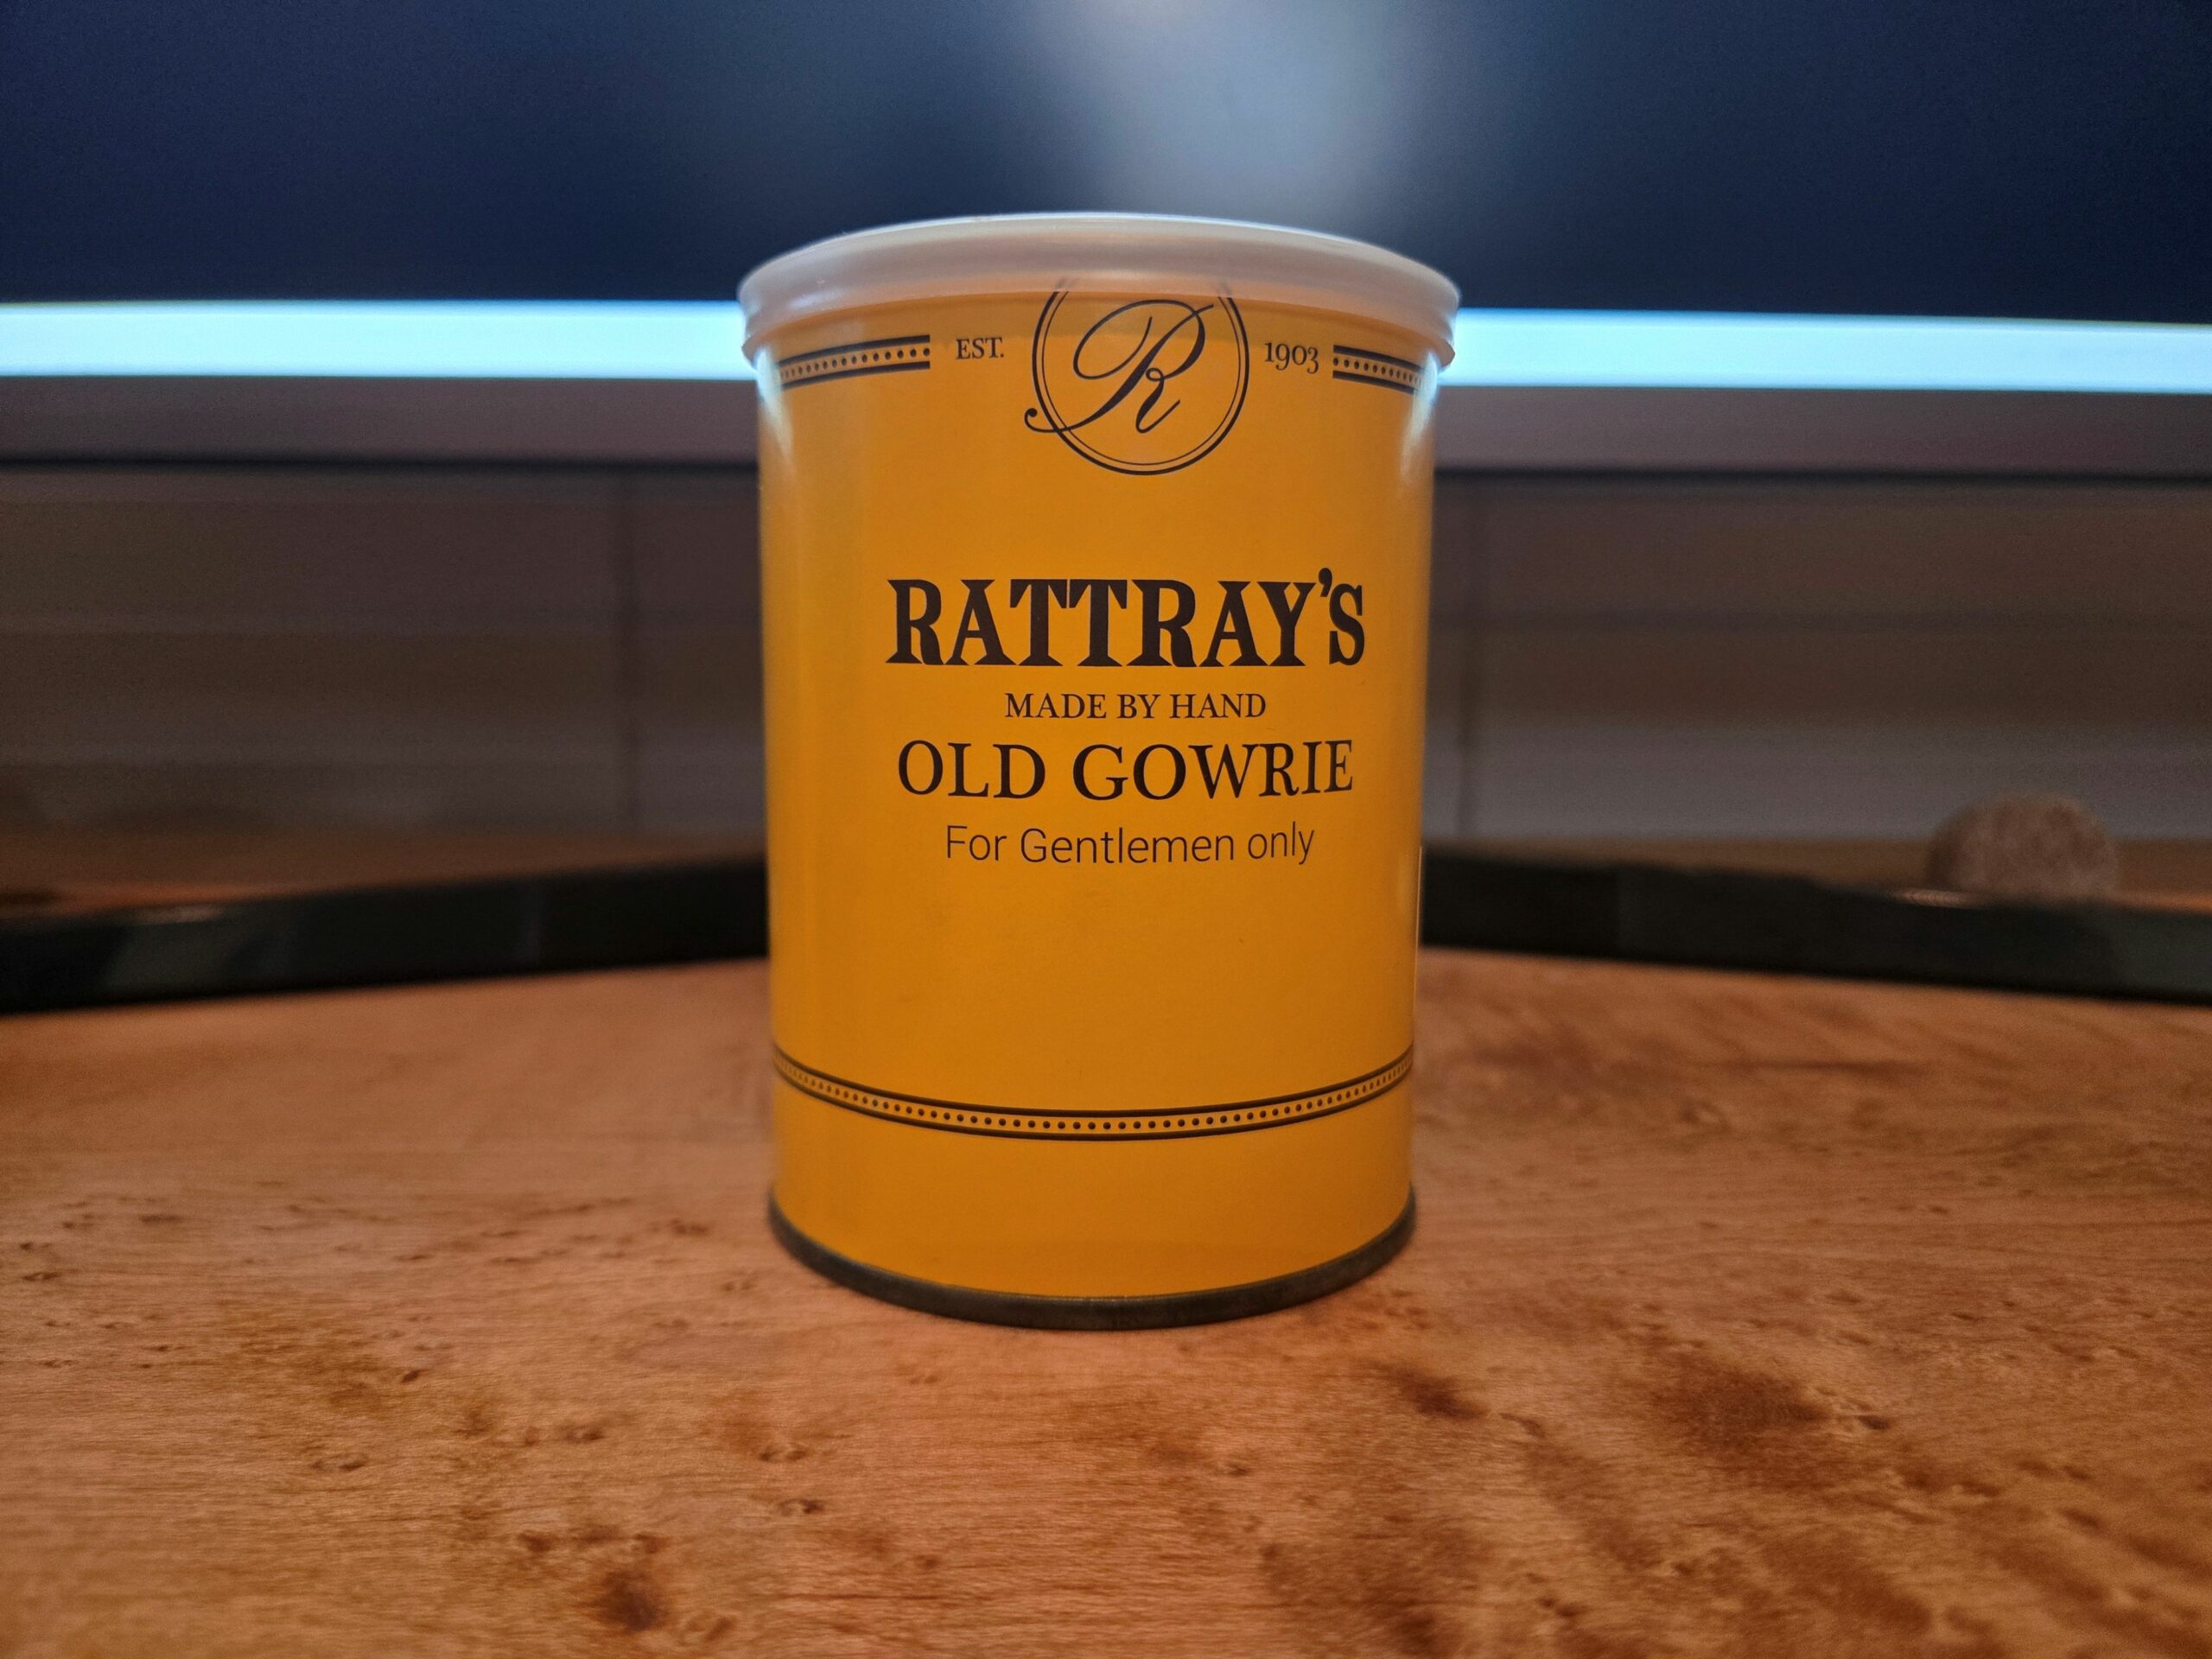 EST. R 1903
RATTRAY'S
MADE BY HAND
OLD GOWRIE
For Gentlemen only